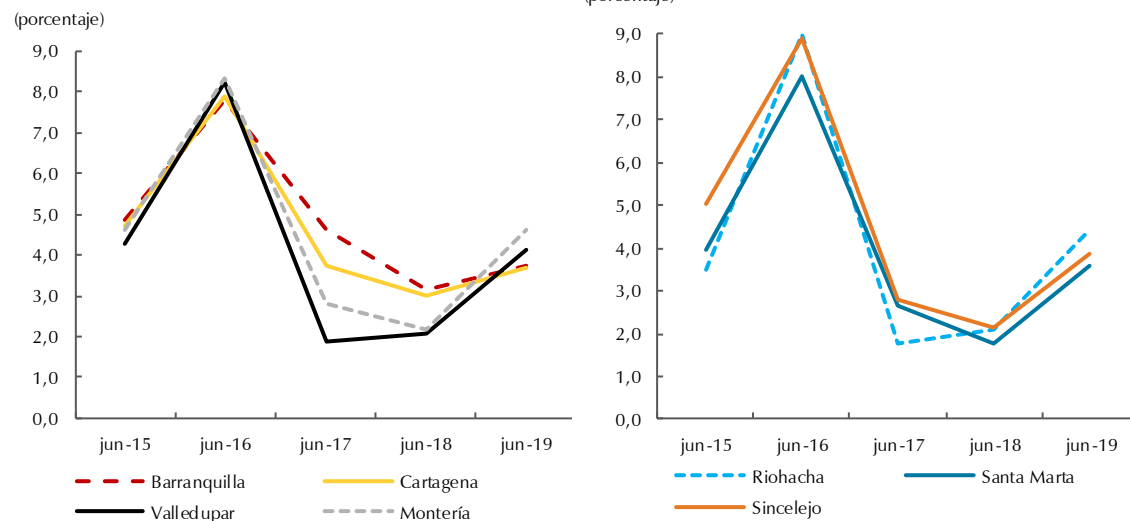 (porcentaje)
9,0
8,0
7,0
6,0
5,0
4,0
3,0
2,0
1,0
0,0
jun-15 jun-16 jun-17 jun-18 jun-19
Barranquilla Cartagena
Valledupar Montería
(porcentaje)
9,0
8,0
7,0
6,0
5,0
4,0
3,0
2,0
1,0
0,0
jun-15 jun-16 jun-17 jun-18 jun-19
Riohacha Santa Marta
Sincelejo